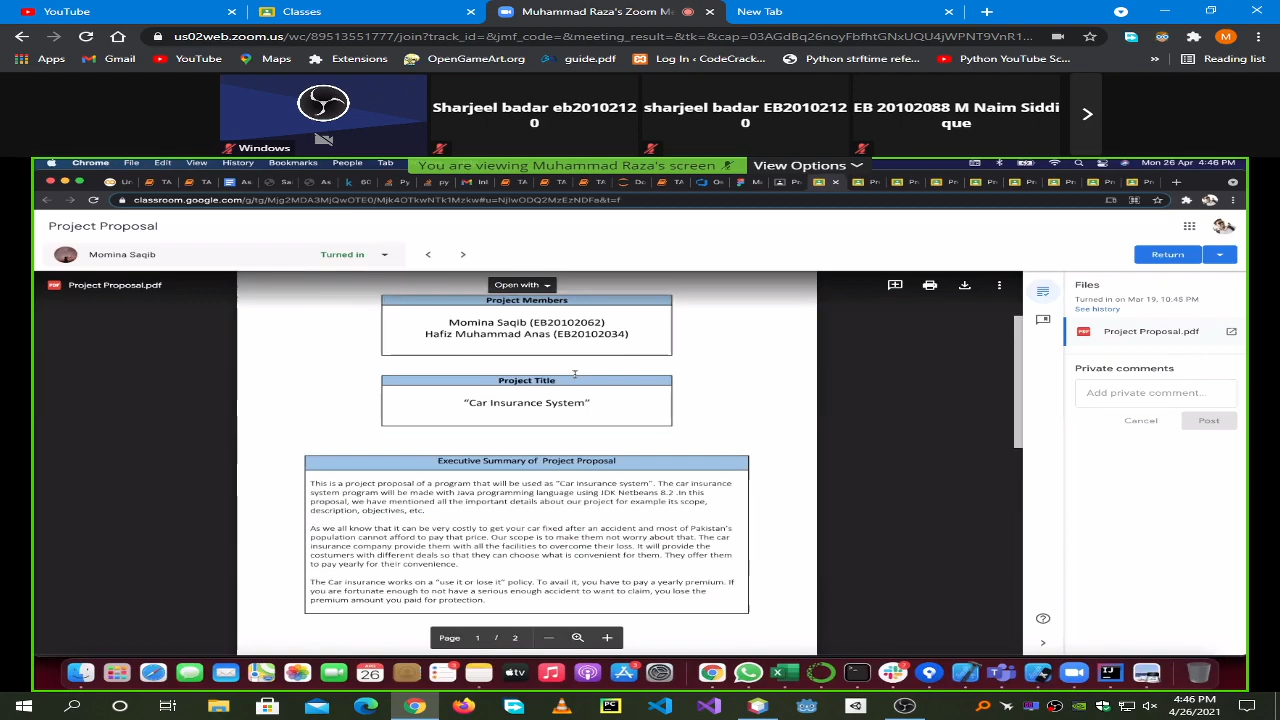 YouTube
Classes
Muhammad Raza's Zoom Me
New Tab
us02web.zoom.us/wc/89513551777/join?track_id=&jmf_code=&meeting_result=&tk=&cap=03AGdBq26noyFbfhtGNxUQU4jWPNT9VnR1...
M
Apps
Gmail
YouTube
Maps
Extensions
OpenGameArt.org
guide.pdf
Log In ‹ CodeCrack...
Python strftime refe...
Python YouTube Sc...
»
Reading list
Windows
Sharjeel badar eb2010212
0
sharjeel badar EB2010212
0
EB 20102088 M Naim Siddi
que
Chrome File Edit View History Bookmarks People Tab
You are viewing Muhammad Raza's screen
View Options
Mon 26 Apr 4:46 PM
Project Proposal
Momina Saqib
Turned in
Return
Project Proposal.pdf
Open with
Project Members
Momina Saqib (EB20102062)
Hafiz Muhammad Anas (EB20102034)
Project Title
“Car Insurance System”
Executive Summary of Project Proposal
This is a project proposal of a program that will be used as “Car insurance system”. The car insurance
system program will be made with Java programming language using JDK Netbeans 8.2 .In this
proposal, we have mentioned all the important details about our project for example its scope,
description, objectives, etc.
As we all know that it can be very costly to get your car fixed after an accident and most of Pakistan's
population cannot afford to pay that price. Our scope is to make them not worry about that. The car
insurance company provide them with all the facilities to overcome their loss. It will provide the
costumers with different deals so that they can choose what is convenient for them. They offer them
to pay yearly for their convenience.
The Car insurance works on a “use it or lose it” policy. To avail it, you have to pay a yearly premium. If
you are fortunate enough to not have a serious enough accident to want to claim, you lose the
premium amount you paid for protection.
Page 1 / 2
Files
Turned in on Mar 19, 10:45 PM
See history
PDF Project Proposal.pdf
Private comments
Add private comment...
Cancel
Post
4:46 PM
4/26/2021